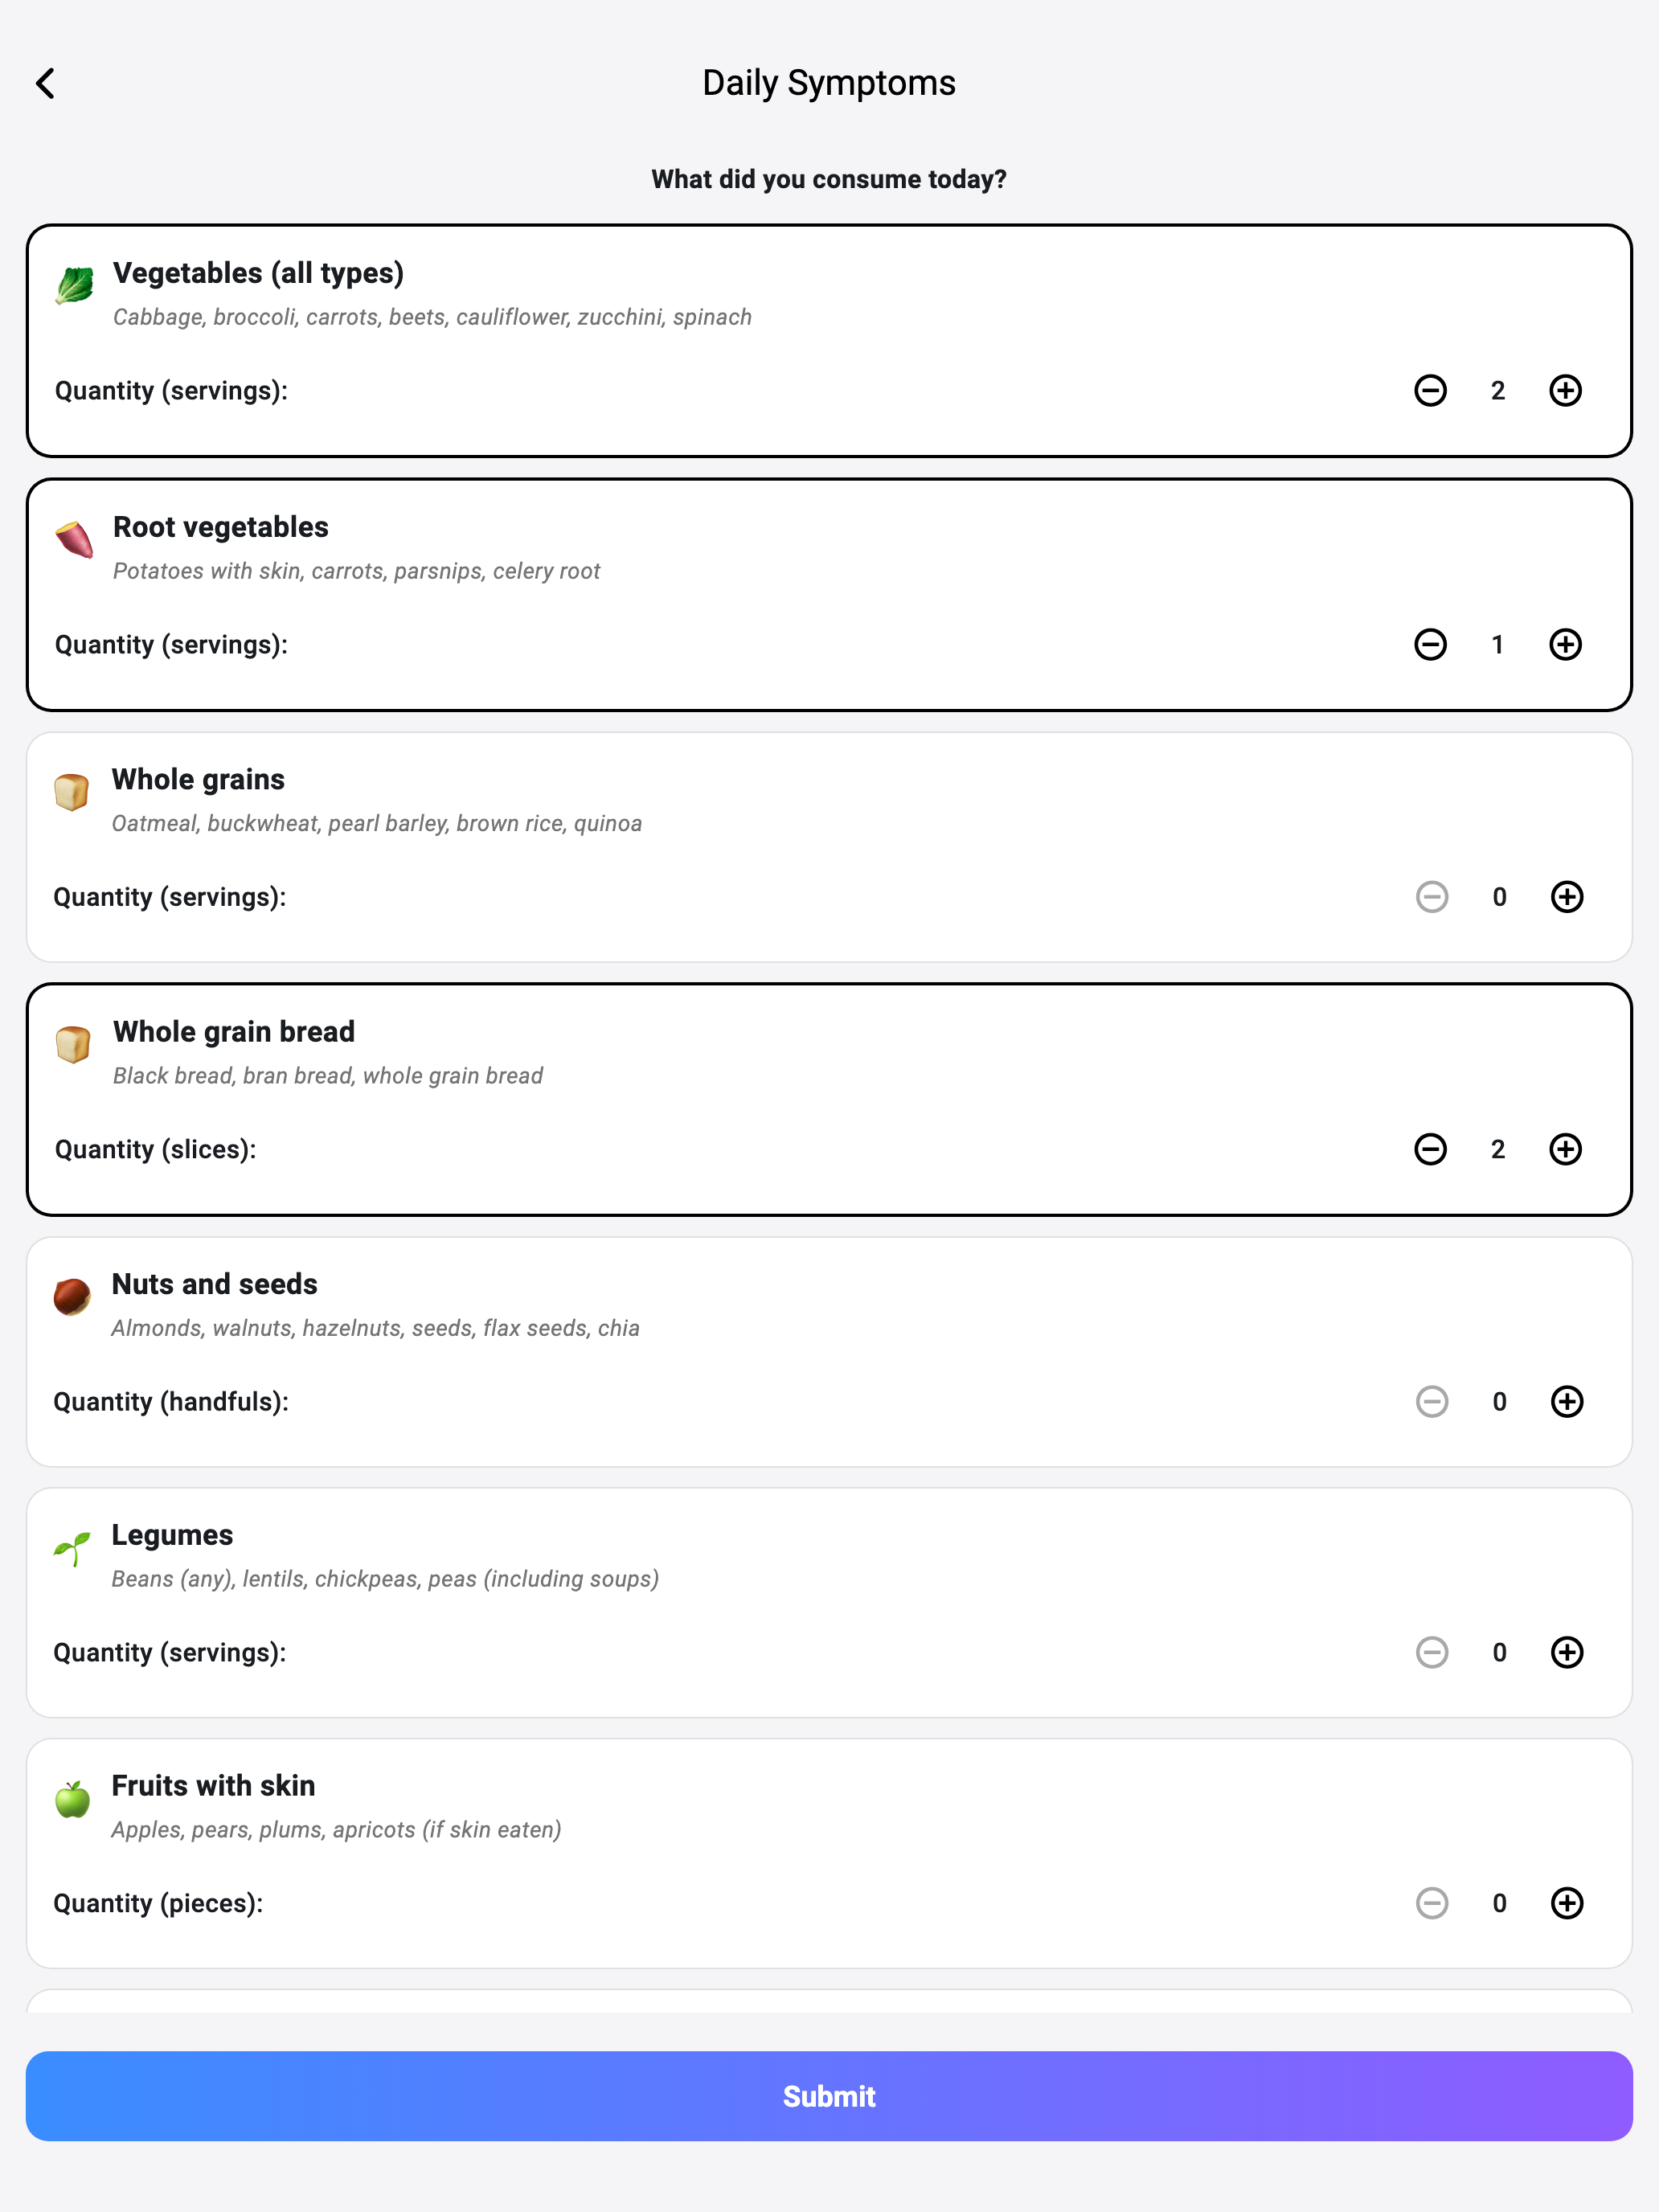 Daily Symptoms
What did you consume today?
Vegetables (all types)
Cabbage, broccoli, carrots, beets, cauliflower, zucchini, spinach
Quantity (servings): 2
Root vegetables
Potatoes with skin, carrots, parsnips, celery root
Quantity (servings): 1
Whole grains
Oatmeal, buckwheat, pearl barley, brown rice, quinoa
Quantity (servings): 0
Whole grain bread
Black bread, bran bread, whole grain bread
Quantity (slices): 2
Nuts and seeds
Almonds, walnuts, hazelnuts, seeds, flax seeds, chia
Quantity (handfuls): 0
Legumes
Beans (any), lentils, chickpeas, peas (including soups)
Quantity (servings): 0
Fruits with skin
Apples, pears, plums, apricots (if skin eaten)
Quantity (pieces): 0
Submit